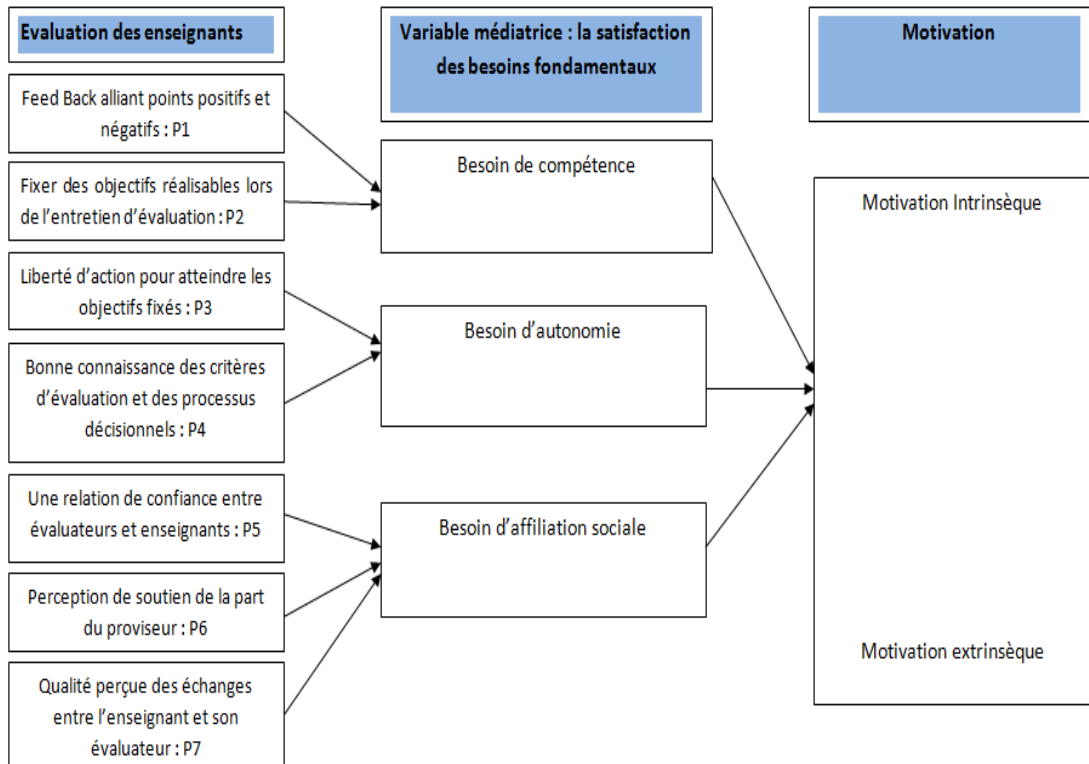 Evaluation des enseignants
Feed Back alliant points positifs et
négatifs : P1
Fixer des objectifs réalisables lors
de l'entretien d'évaluation : P2
Liberté d'action pour atteindre les
objectifs fixés : P3
Bonne connaissance des critères
d'évaluation et des processus
décisionnels : P4
Une relation de confiance entre
évaluateurs et enseignants : P5
Perception de soutien de la part
du proviseur : P6
Qualité perçue des échanges
entre l'enseignant et son
évaluateur : P7
Variable médiatrice : la satisfaction
des besoins fondamentaux
Besoin de compétence
Besoin d'autonomie
Besoin d'affiliation sociale
Motivation
Motivation Intrinsèque
Motivation extrinsèque